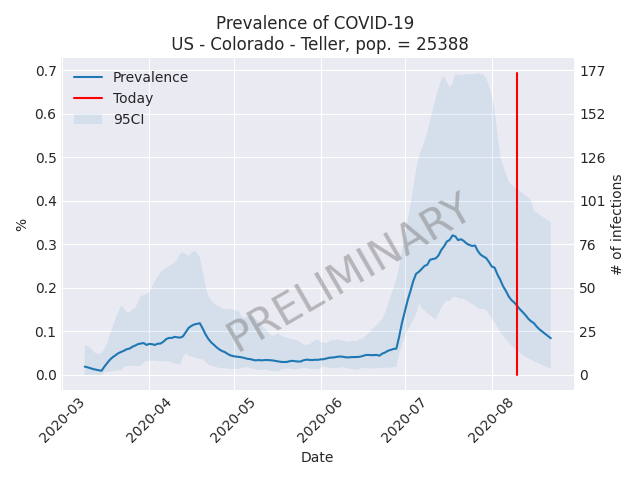 Prevalence of COVID-19
US - Colorado - Teller, pop. = 25388
Prevalence
Today
95CI
PRELIMINARY
%
0.7
0.6
0.5
0.4
0.3
0.2
0.1
0.0
177
152
126
101
76
50
25
0
# of infections
2020-03
2020-04
2020-05
2020-06
2020-07
2020-08
Date